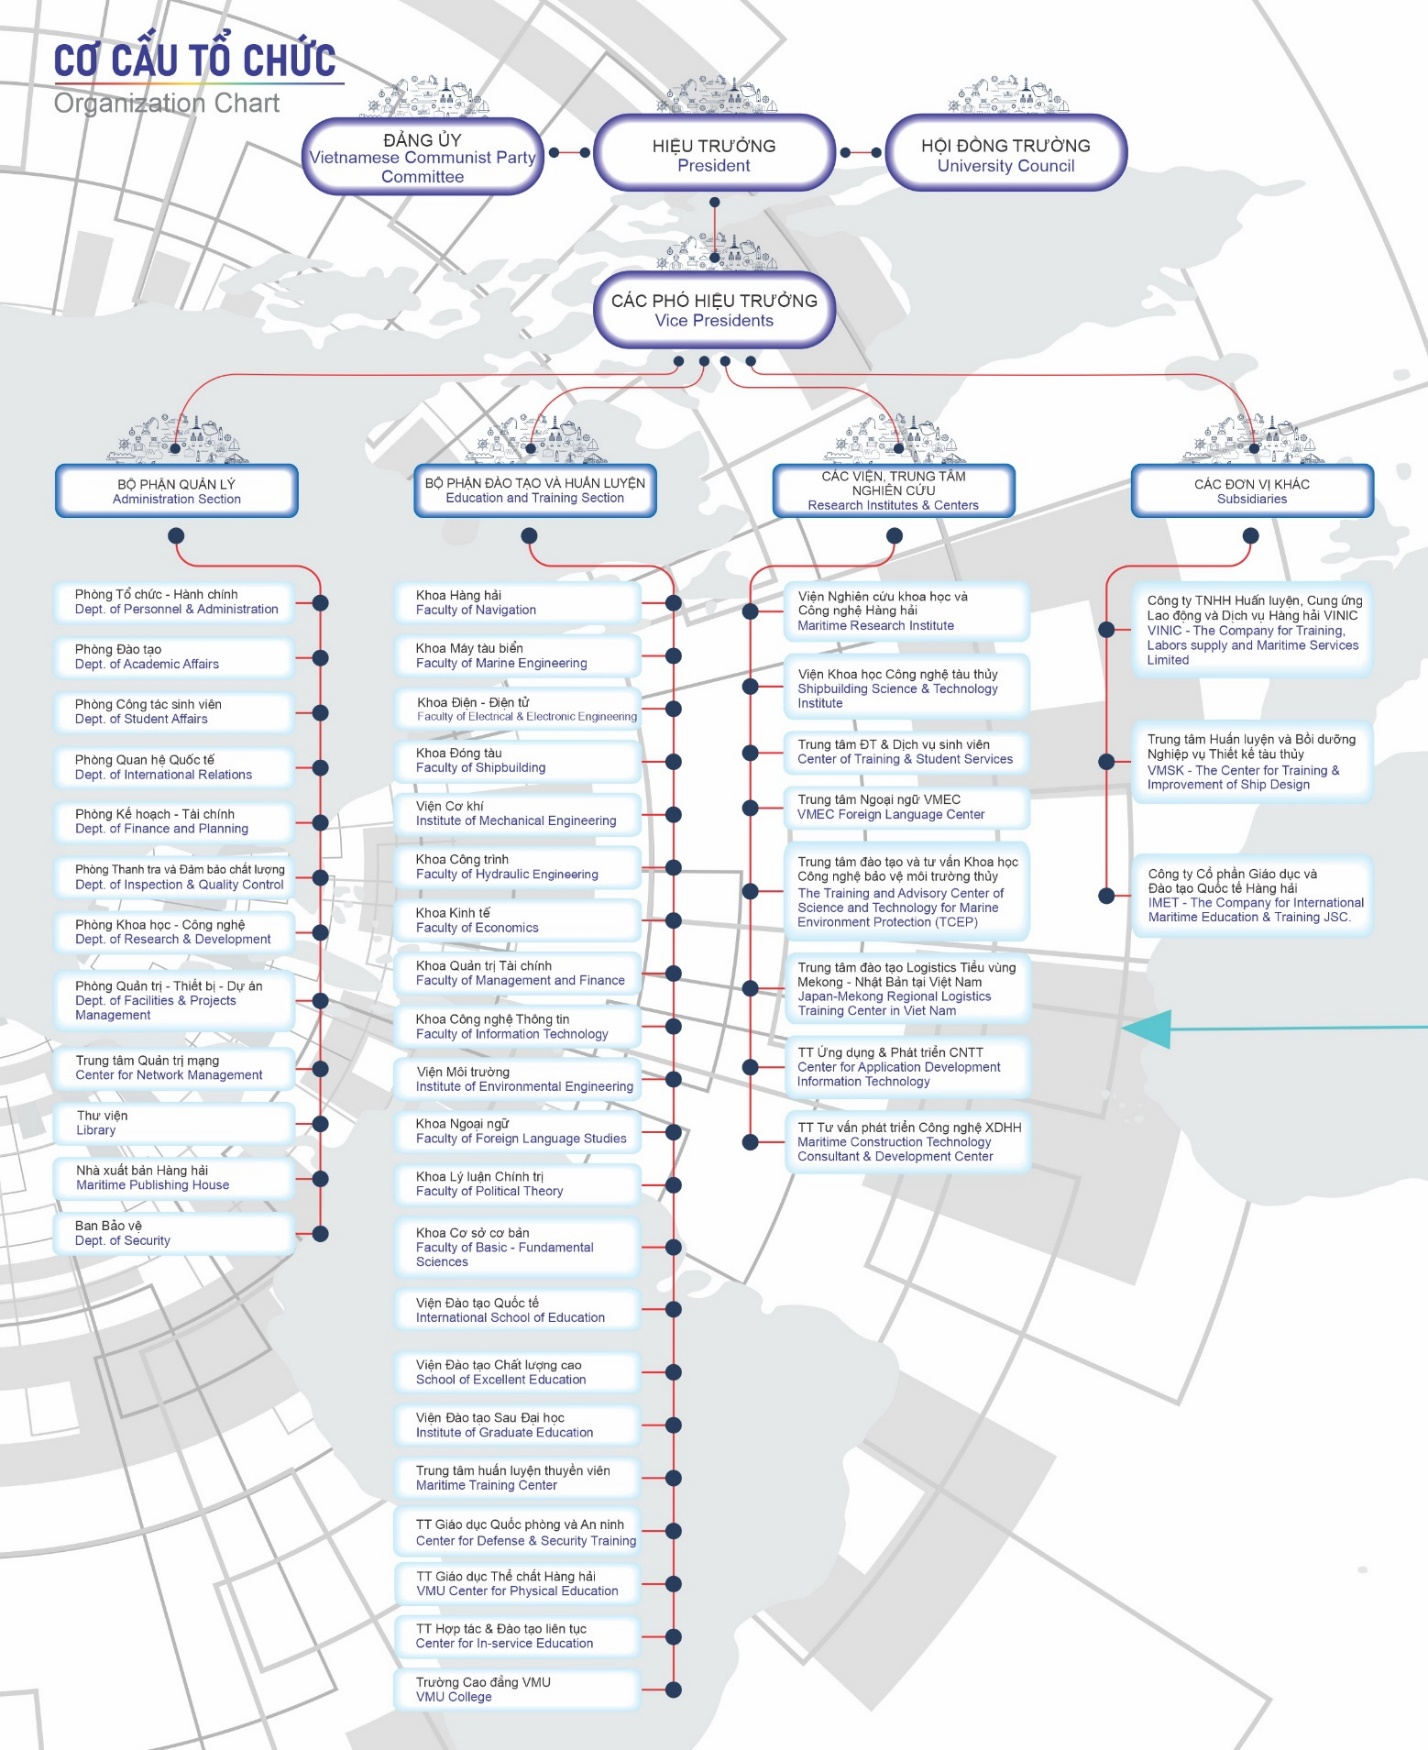 CƠ CẤU TỔ CHỨC
Organization Chart
ĐẢNG ỦY
Vietnamese Communist Party
Committee
HIỆU TRƯỞNG
President
HỘI ĐỒNG TRƯỜNG
University Council
CÁC PHÓ HIỆU TRƯỞNG
Vice Presidents
BỘ PHẬN QUẢN LÝ
Administration Section
Phòng Tổ chức - Hành chính
Dept. of Personnel & Administration
Phòng Đào tạo
Dept. of Academic Affairs
Phòng Công tác sinh viên
Dept. of Student Affairs
Phòng Quan hệ Quốc tế
Dept. of International Relations
Phòng Kế hoạch - Tài chính
Dept. of Finance and Planning
Phòng Thanh tra và Đảm bảo chất lượng
Dept. of Inspection & Quality Control
Phòng Khoa học - Công nghệ
Dept. of Research & Development
Phòng Quản trị - Thiết bị - Dự án
Dept. of Facilities & Projects
Management
Trung tâm Quản trị mạng
Center for Network Management
Thư viện
Library
Nhà xuất bản Hàng hải
Maritime Publishing House
Ban Bảo vệ
Dept. of Security
BỘ PHẬN ĐÀO TẠO VÀ HUẤN LUYỆN
Education and Training Section
Khoa Hàng hải
Faculty of Navigation
Khoa Máy tàu biển
Faculty of Marine Engineering
Khoa Điện - Điện tử
Faculty of Electrical & Electronic Engineering
Khoa Đóng tàu
Faculty of Shipbuilding
Viện Cơ khí
Institute of Mechanical Engineering
Khoa Công trình
Faculty of Hydraulic Engineering
Khoa Kinh tế
Faculty of Economics
Khoa Quản trị Tài chính
Faculty of Management and Finance
Khoa Công nghệ Thông tin
Faculty of Information Technology
Viện Môi trường
Institute of Environmental Engineering
Khoa Ngoại ngữ
Faculty of Foreign Language Studies
Khoa Lý luận Chính trị
Faculty of Political Theory
Khoa Cơ sở cơ bản
Faculty of Basic - Fundamental
Sciences
Viện Đào tạo Quốc tế
International School of Education
Viện Đào tạo Chất lượng cao
School of Excellent Education
Viện Đào tạo Sau Đại học
Institute of Graduate Education
Trung tâm huấn luyện thuyền viên
Maritime Training Center
TT Giáo dục Quốc phòng và An ninh
Center for Defense & Security Training
TT Giáo dục Thể chất Hàng hải
VMU Center for Physical Education
TT Hợp tác & Đào tạo liên tục
Center for In-service Education
Trường Cao đẳng VMU
VMU College
CÁC VIỆN, TRUNG TÂM
NGHIÊN CỨU
Research Institutes & Centers
Viện Nghiên cứu khoa học và
Công nghệ Hàng hải
Maritime Research Institute
Viện Khoa học Công nghệ tàu thủy
Shipbuilding Science & Technology
Institute
Trung tâm ĐT & Dịch vụ sinh viên
Center of Training & Student Services
Trung tâm Ngoại ngữ VMEC
VMEC Foreign Language Center
Trung tâm đào tạo và tư vấn Khoa học
Công nghệ bảo vệ môi trường thủy
The Training and Advisory Center of
Science and Technology for Marine
Environment Protection (TCEP)
Trung tâm đào tạo Logistics Tiểu vùng
Mekong - Nhật Bản tại Việt Nam
Japan-Mekong Regional Logistics
Training Center in Viet Nam
TT Ứng dụng & Phát triển CNTT
Center for Application Development
Information Technology
TT Tư vấn phát triển Công nghệ XDHH
Maritime Construction Technology
Consultant & Development Center
CÁC ĐƠN VỊ KHÁC
Subsidiaries
Công ty TNHH Huấn luyện, Cung ứng
Lao động và Dịch vụ Hàng hải VINIC
VINIC - The Company for Training,
Labors supply and Maritime Services
Limited
Trung tâm Huấn luyện và Bồi dưỡng
Nghiệp vụ Thiết kế tàu thủy
VMSK - The Center for Training &
Improvement of Ship Design
Công ty Cổ phần Giáo dục và
Đào tạo Quốc tế Hàng hải
IMET - The Company for International
Maritime Education & Training JSC.